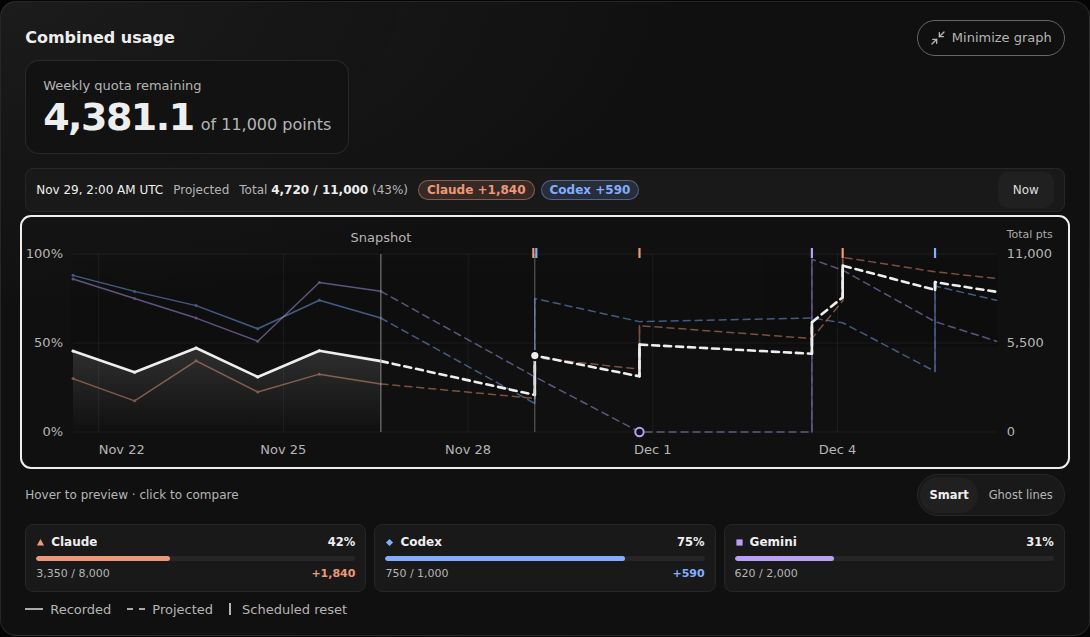 Combined usage
Minimize graph
Weekly quota remaining
4,381.1 of 11,000 points
Nov 29, 2:00 AM UTC Projected Total 4,720 / 11,000 (43%) Claude +1,840 Codex +590 Now
Snapshot
Total pts
100% 11,000
50% 5,500
0% 0
Nov 22 Nov 25 Nov 28 Dec 1 Dec 4
Hover to preview · click to compare
Smart Ghost lines
Claude 42%
3,350 / 8,000 +1,840
Codex 75%
750 / 1,000 +590
Gemini 31%
620 / 2,000
Recorded Projected Scheduled reset